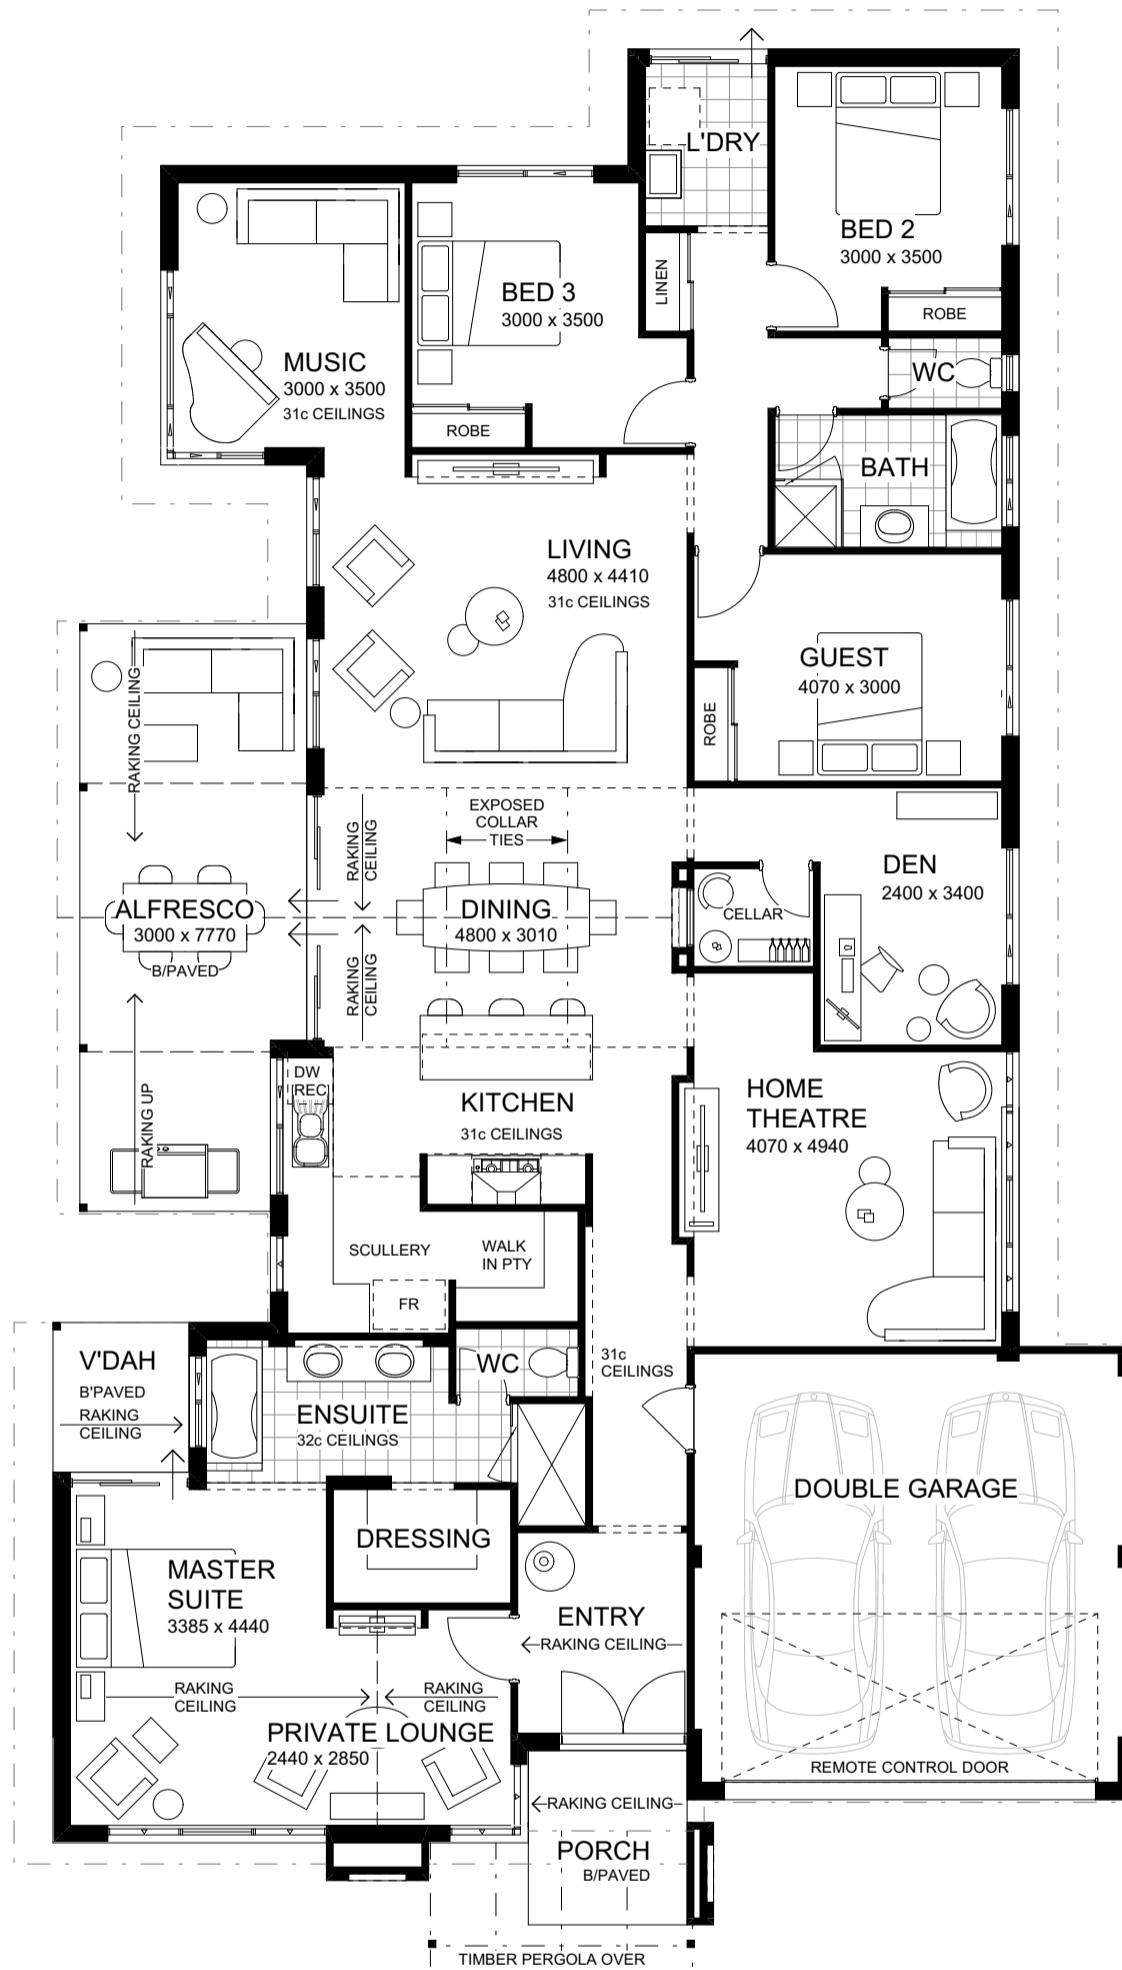 L'DRY
BED 2
3000 x 3500
ROBE
LINEN
BED 3
3000 x 3500
ROBE
MUSIC
3000 x 3500
31c CEILINGS
WC
BATH
LIVING
4800 x 4410
31c CEILINGS
GUEST
4070 x 3000
ROBE
RAKING CEILING
EXPOSED
COLLAR
TIES
RAKING
CEILING
DEN
2400 x 3400
CELLAR
ALFRESCO
3000 x 7770
B/PAVED
DINING
4800 x 3010
RAKING
CEILING
RAKING UP
DW
REC
KITCHEN
31c CEILINGS
HOME
THEATRE
4070 x 4940
SCULLERY
WALK
IN PTY
FR
V'DAH
B'PAVED
RAKING
CEILING
WC
31c
CEILINGS
ENSUITE
32c CEILINGS
DOUBLE GARAGE
DRESSING
MASTER
SUITE
3385 x 4440
ENTRY
RAKING CEILING
RAKING
CEILING
RAKING
CEILING
PRIVATE LOUNGE
2440 x 2850
REMOTE CONTROL DOOR
RAKING CEILING
PORCH
B/PAVED
TIMBER PERGOLA OVER